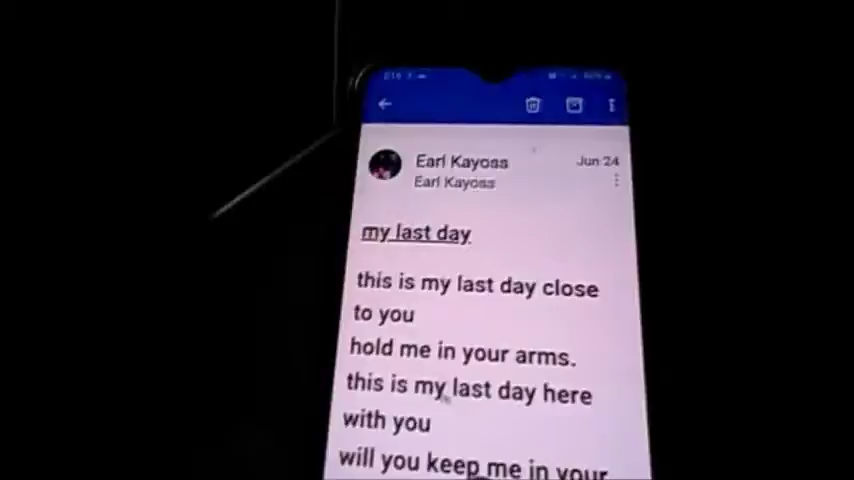 Earl Kayoss
Jun 24
Earl Kayoss
my last day
this is my last day close
to you
hold me in your arms.
this is my last day here
with you
will you keep me in your